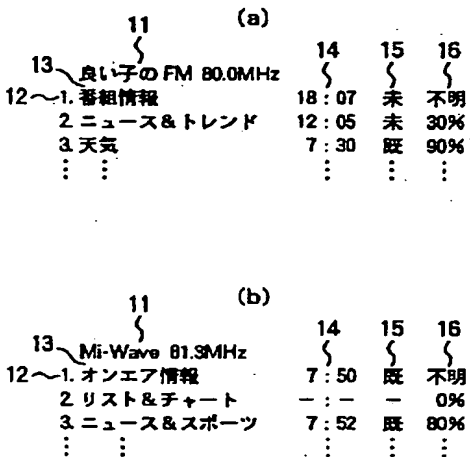 (a)
11
13 良い子の FM 80.0MHz 14 15 16
12 1. 番組情報 18:07 未 不明
2. ニュース&トレンド 12:05 未 30%
3. 天気 7:30 既 90%
(b)
11
13 Mi-Wave 81.3MHz 14 15 16
12 1. オンエア情報 7:50 既 不明
2. リスト&チャート -:- - 0%
3. ニュース&スポーツ 7:52 既 80%